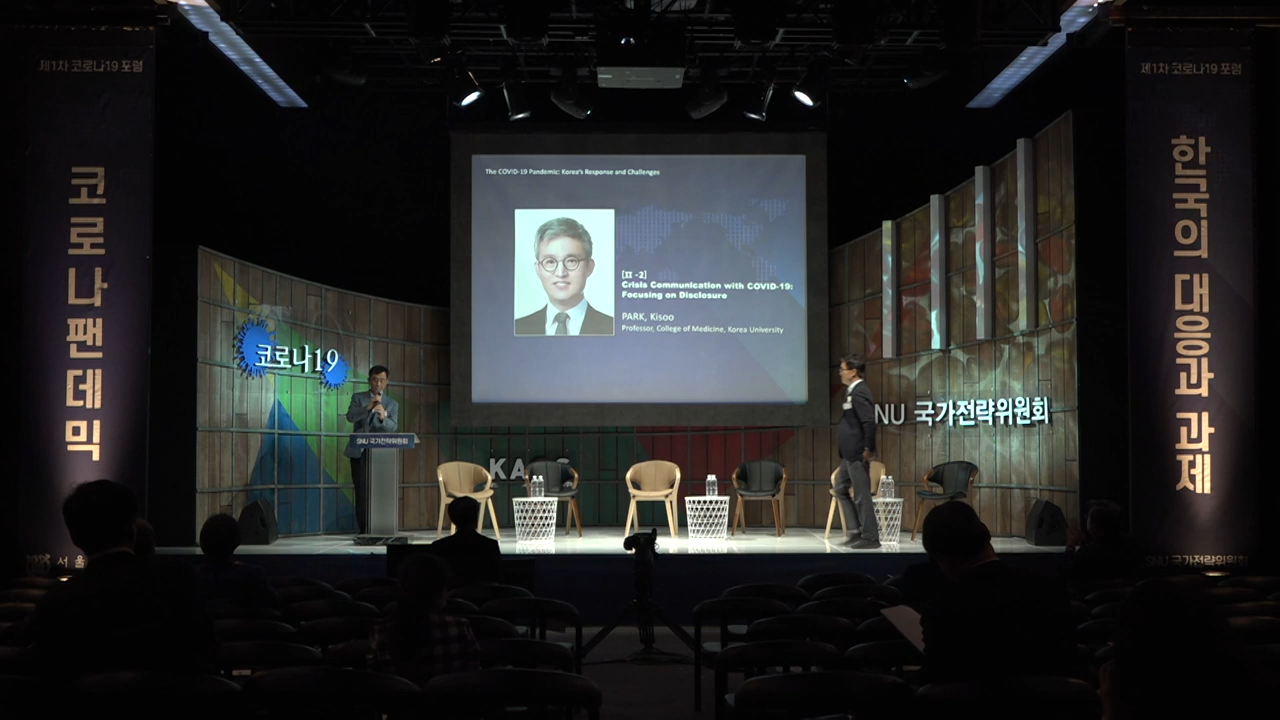 제1차 코로나19 포럼
코로나 팬데믹
서울
The COVID-19 Pandemic: Korea's Response and Challenges
[Ⅱ-2]
Crisis Communication with COVID-19:
Focusing on Disclosure
PARK, Kisoo
Professor, College of Medicine, Korea University
코로나19
SNU 국가전략위원회
NU 국가전략위원회
제1차 코로나19 포럼
한국의 대응과 과제
SNU 국가전략위원회